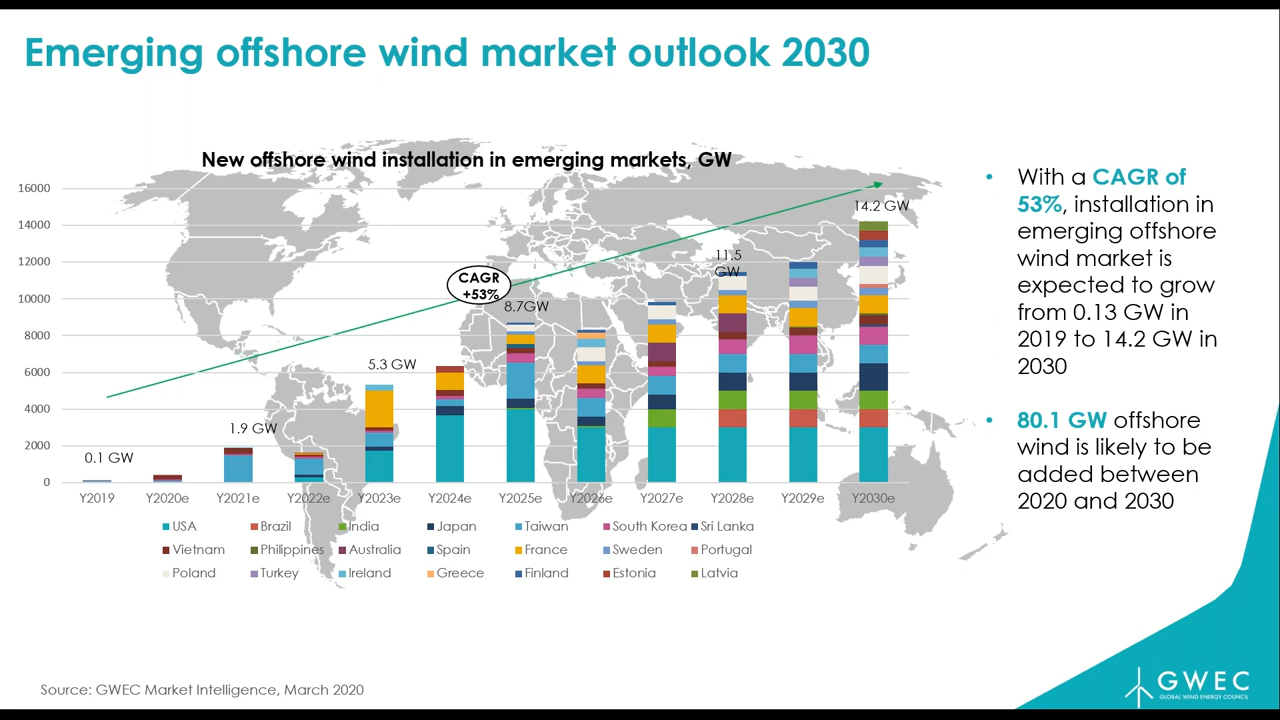 Emerging offshore wind market outlook 2030
New offshore wind installation in emerging markets, GW
16000
14000
12000
10000
8000
6000
4000
2000
0
0.1 GW
1.9 GW
5.3 GW
CAGR
+53%
8.7GW
11.5
GW
14.2 GW
Y2019 Y2020e Y2021e Y2022e Y2023e Y2024e Y2025e Y2026e Y2027e Y2028e Y2029e Y2030e
USA Brazil India Japan Taiwan South Korea Sri Lanka
Vietnam Philippines Australia Spain France Sweden Portugal
Poland Turkey Ireland Greece Finland Estonia Latvia
• With a CAGR of
53%, installation in
emerging offshore
wind market is
expected to grow
from 0.13 GW in
2019 to 14.2 GW in
2030
• 80.1 GW offshore
wind is likely to be
added between
2020 and 2030
Source: GWEC Market Intelligence, March 2020
GWEC
GLOBAL WIND ENERGY COUNCIL